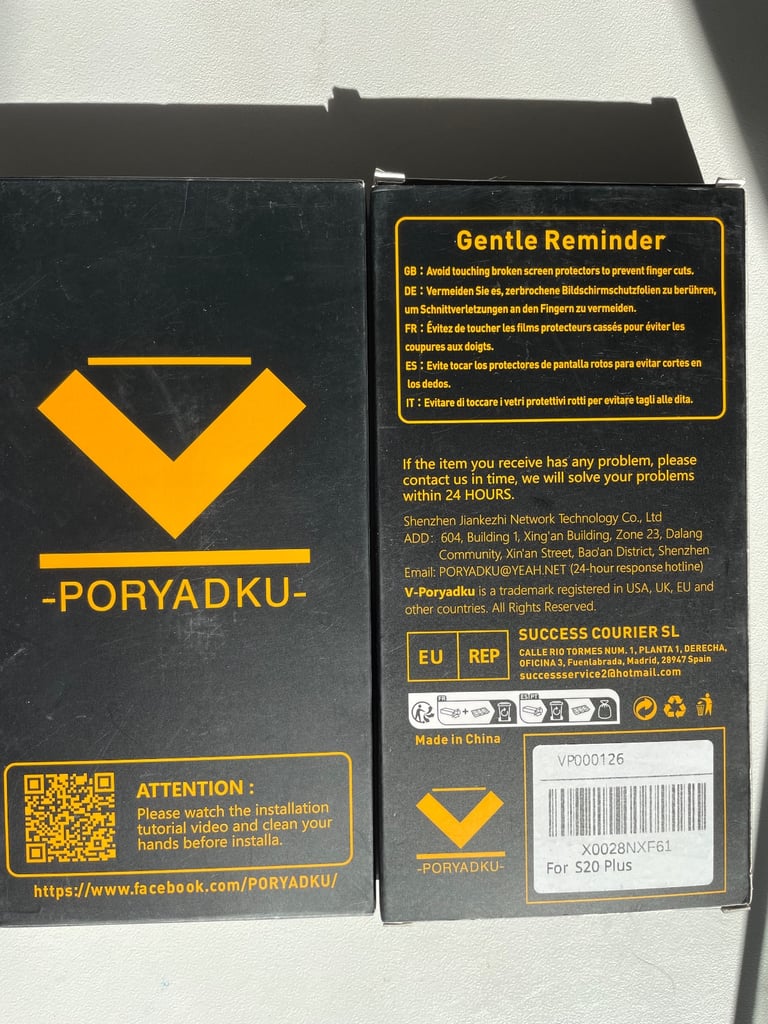 -PORYADKU-
ATTENTION :
Please watch the installation
tutorial video and clean your
hands before installa.
https://www.facebook.com/PORYADKU/
Gentle Reminder
GB : Avoid touching broken screen protectors to prevent finger cuts.
DE : Vermeiden Sie es, zerbrochene Bildschirmschutzfolien zu berühren,
um Schnittverletzungen an den Fingern zu vermeiden.
FR : Évitez de toucher les films protecteurs cassés pour éviter les
coupures aux doigts.
ES : Evite tocar los protectores de pantalla rotos para evitar cortes en
los dedos.
IT : Evitare di toccare i vetri protettivi rotti per evitare tagli alle dita.
If the item you receive has any problem, please
contact us in time, we will solve your problems
within 24 HOURS.
Shenzhen Jiankezhi Network Technology Co., Ltd
ADD: 604, Building 1, Xing'an Building, Zone 23, Dalang
Community, Xin'an Street, Bao'an District, Shenzhen
Email: PORYADKU@YEAH.NET (24-hour response hotline)
V-Poryadku is a trademark registered in USA, UK, EU and
other countries. All Rights Reserved.
EU REP
SUCCESS COURIER SL
CALLE RIO TORMES NUM. 1, PLANTA 1, DERECHA,
OFICINA 3, Fuenlabrada, Madrid, 28947 Spain
successservice2@hotmail.com
FR
ES PT
Made in China
-PORYADKU-
VP000126
X0028NXF61
For S20 Plus